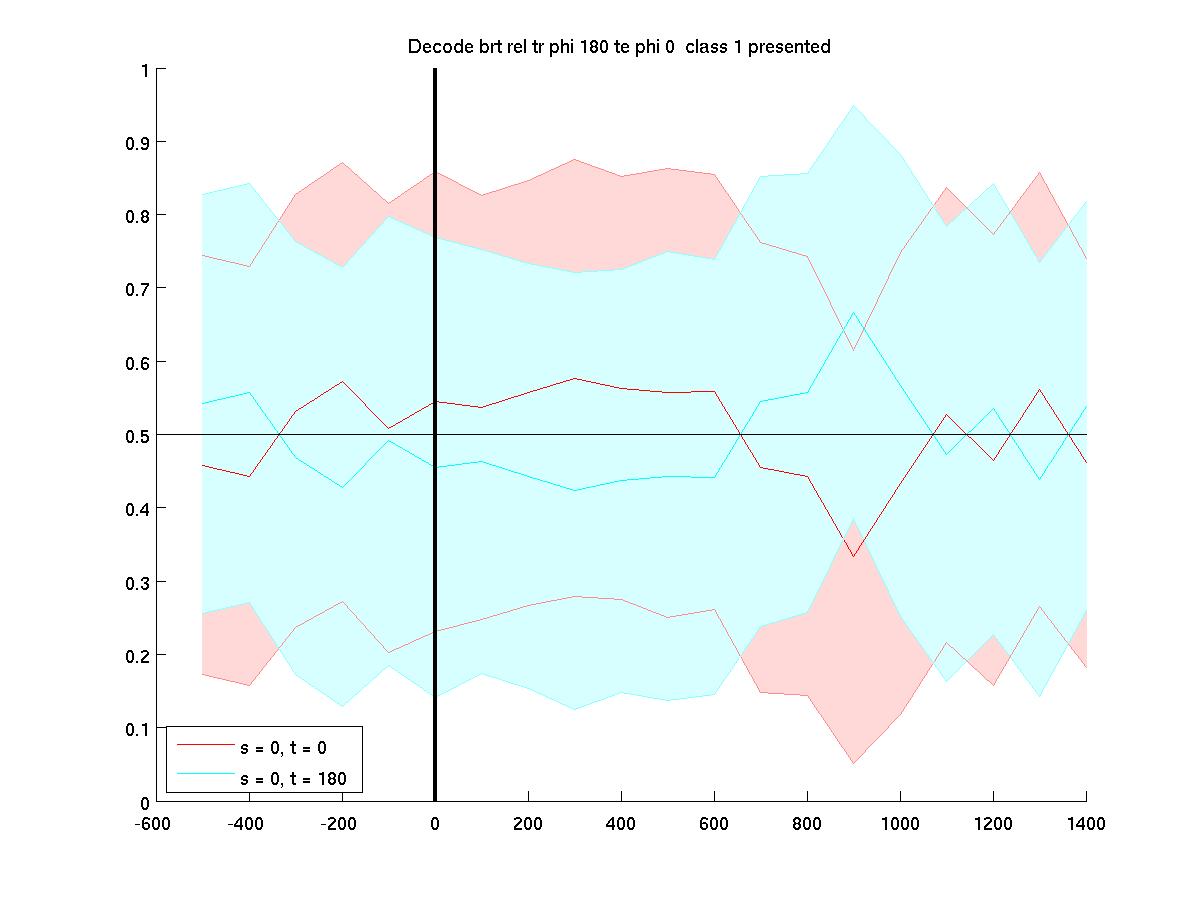 Decode brt rel tr phi 180 te phi 0  class 1 presented
1
0.9
0.8
0.7
0.6
0.5
0.4
0.3
0.2
0.1
0
s = 0, t = 0
s = 0, t = 180
-600 -400 -200 0 200 400 600 800 1000 1200 1400